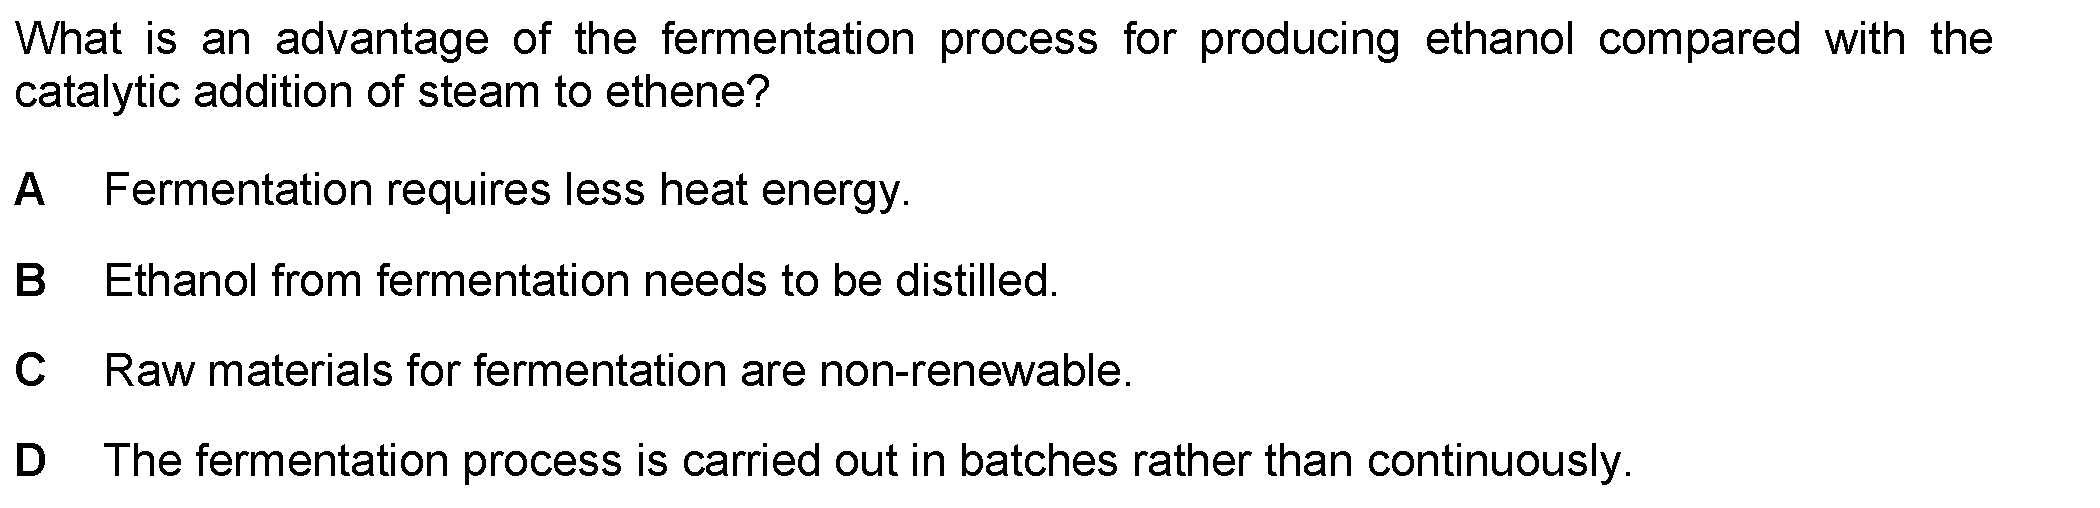 What is an advantage of the fermentation process for producing ethanol compared with the
catalytic addition of steam to ethene?
A Fermentation requires less heat energy.
B Ethanol from fermentation needs to be distilled.
C Raw materials for fermentation are non-renewable.
D The fermentation process is carried out in batches rather than continuously.